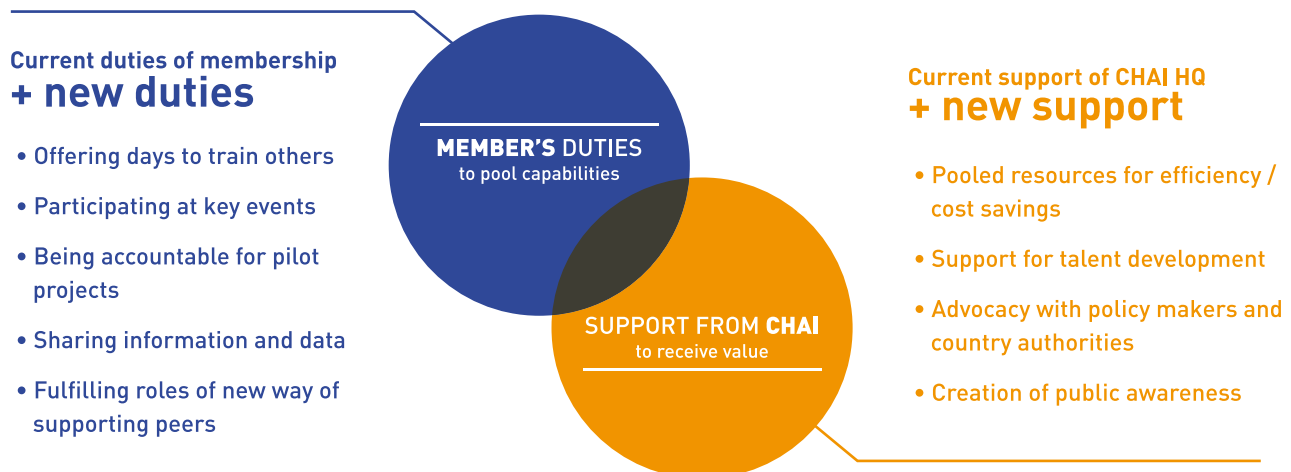 Current duties of membership
+ new duties
• Offering days to train others
• Participating at key events
• Being accountable for pilot
projects
• Sharing information and data
• Fulfilling roles of new way of
supporting peers
MEMBER'S DUTIES
to pool capabilities
SUPPORT FROM CHAI
to receive value
Current support of CHAI HQ
+ new support
• Pooled resources for efficiency /
cost savings
• Support for talent development
• Advocacy with policy makers and
country authorities
• Creation of public awareness